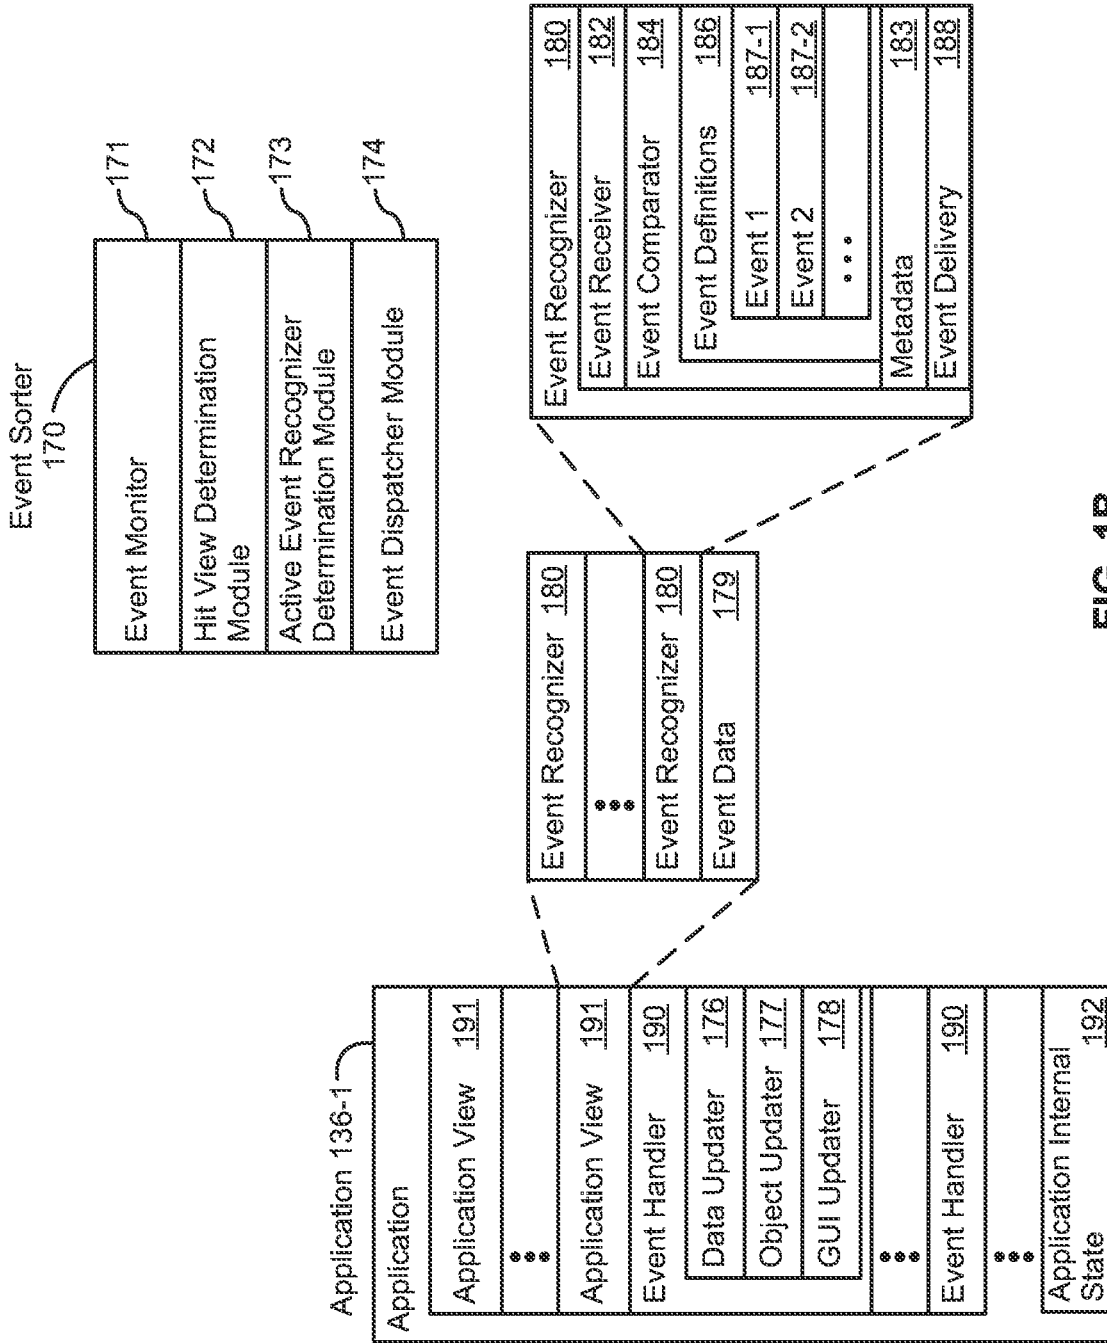 Event Sorter
170
Event Monitor
171
Hit View Determination
Module
172
Active Event Recognizer
Determination Module
173
Event Dispatcher Module
174
Application 136-1
Application
Application View 191
•••
Application View 191
Event Handler 190
Data Updater 176
Object Updater 177
GUI Updater 178
•••
Event Handler 190
•••
Application Internal
State 192
Event Recognizer 180
•••
Event Recognizer 180
Event Data 179
Event Recognizer 180
Event Receiver 182
Event Comparator 184
Event Definitions 186
Event 1 187-1
Event 2 187-2
•••
Metadata 183
Event Delivery 188
FIG. 1B